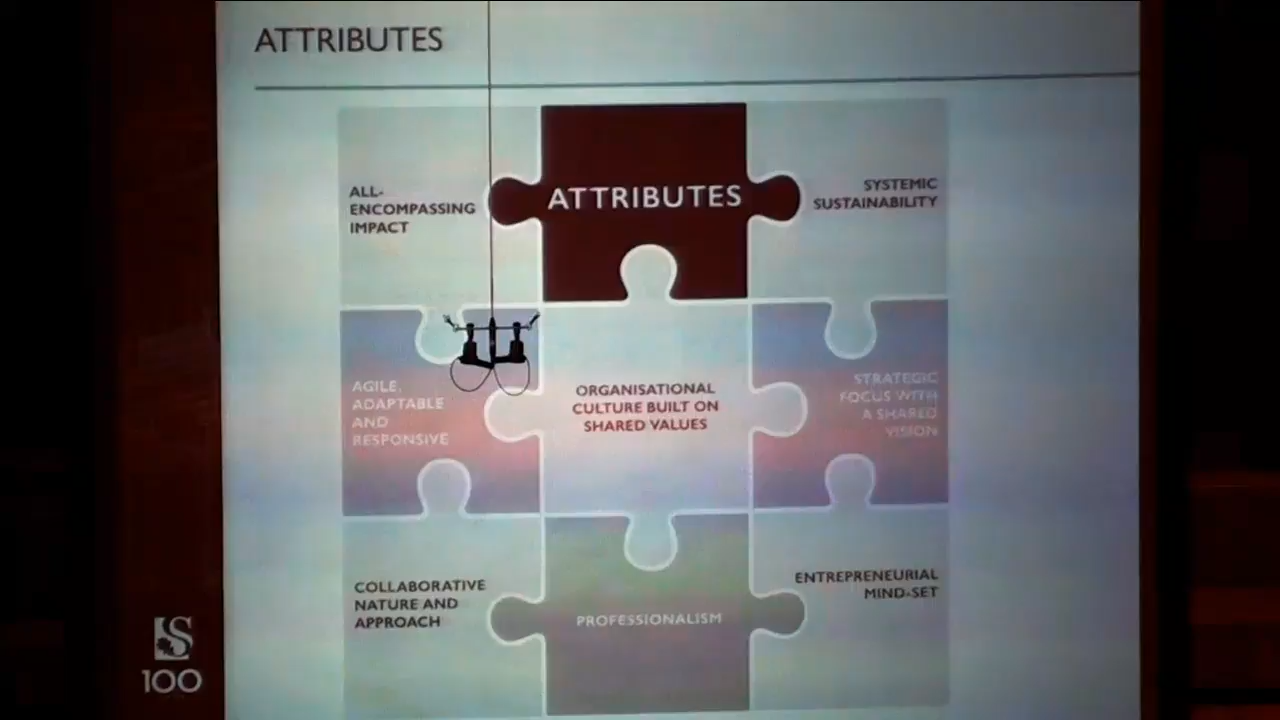 ATTRIBUTES
ALL-
ENCOMPASSING
IMPACT
ATTRIBUTES
SYSTEMIC
SUSTAINABILITY
AGILE,
ADAPTABLE
AND
RESPONSIVE
ORGANISATIONAL
CULTURE BUILT ON
SHARED VALUES
STRATEGIC
FOCUS WITH
A SHARED
VISION
COLLABORATIVE
NATURE AND
APPROACH
PROFESSIONALISM
ENTREPRENEURIAL
MIND-SET
S
100